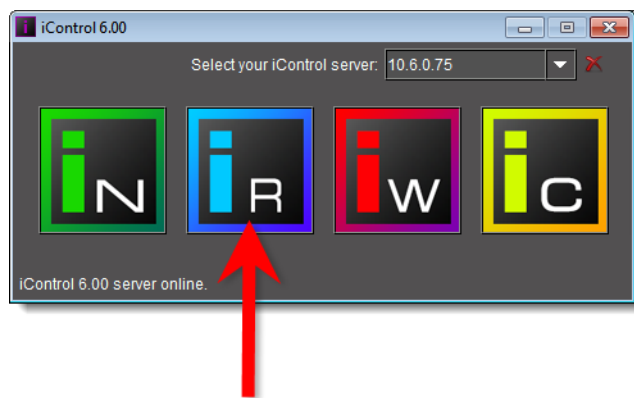 iControl 6.00
Select your iControl server: 10.6.0.75
iN iR iW iC
iControl 6.00 server online.